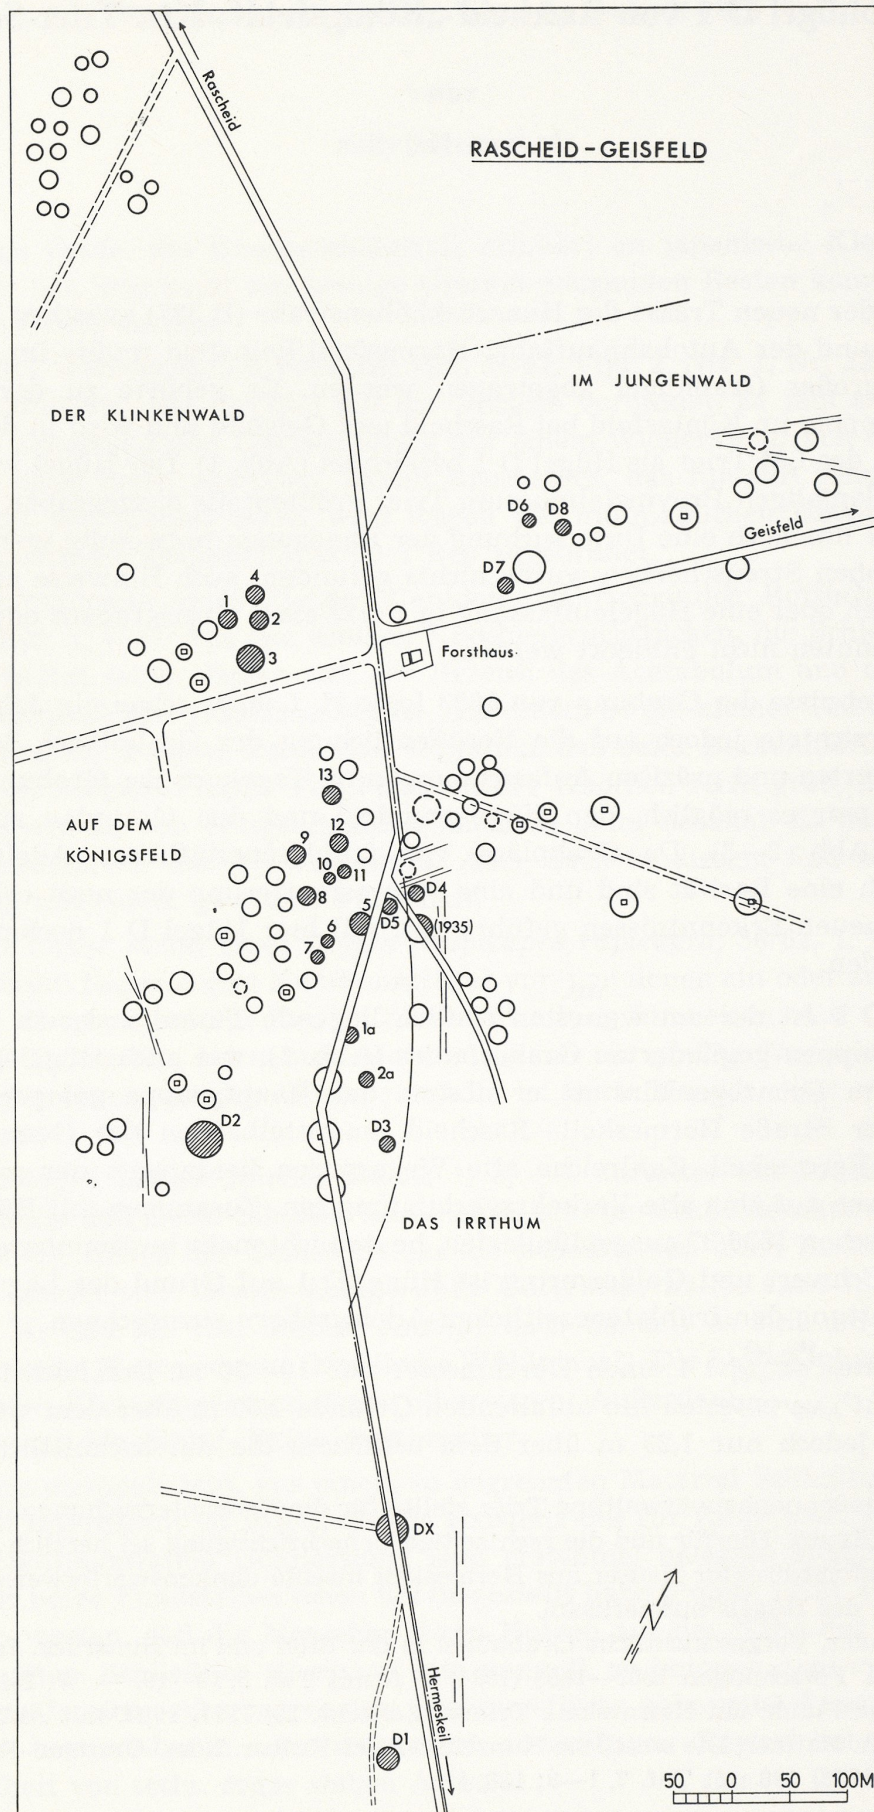 Rascheid
RASCHEID – GEISFELD
IM JUNGENWALD
DER KLINKENWALD
D6 D8
Geisfeld
D7
4
1
2
3
Forsthaus
13
AUF DEM
KÖNIGSFELD
12
9
10
11
8
D4
5
D5
(1935)
6
7
1a
2a
D2
D3
DAS IRRTHUM
DX
N
Hermeskeil
D1
50 0 50 100M